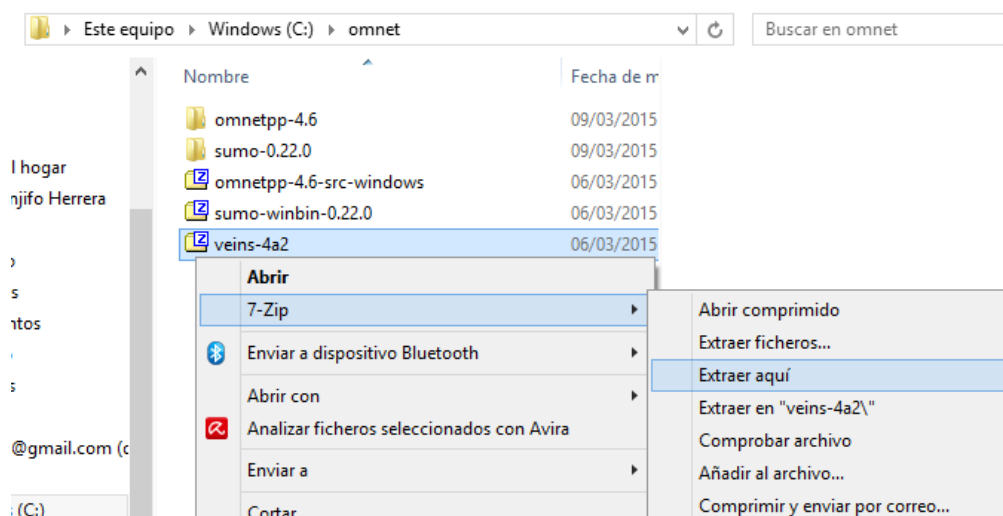 Este equipo Windows (C:) omnet
Buscar en omnet
Nombre Fecha de m
omnetpp-4.6 09/03/2015
sumo-0.22.0 09/03/2015
omnetpp-4.6-src-windows 06/03/2015
sumo-winbin-0.22.0 06/03/2015
veins-4a2 06/03/2015
l hogar
njifo Herrera
s
ntos
s
@gmail.com (c
(C:)
Abrir
7-Zip
Enviar a dispositivo Bluetooth
Abrir con
Analizar ficheros seleccionados con Avira
Enviar a
Cortar
Abrir comprimido
Extraer ficheros...
Extraer aquí
Extraer en "veins-4a2\"
Comprobar archivo
Añadir al archivo...
Comprimir y enviar por correo...